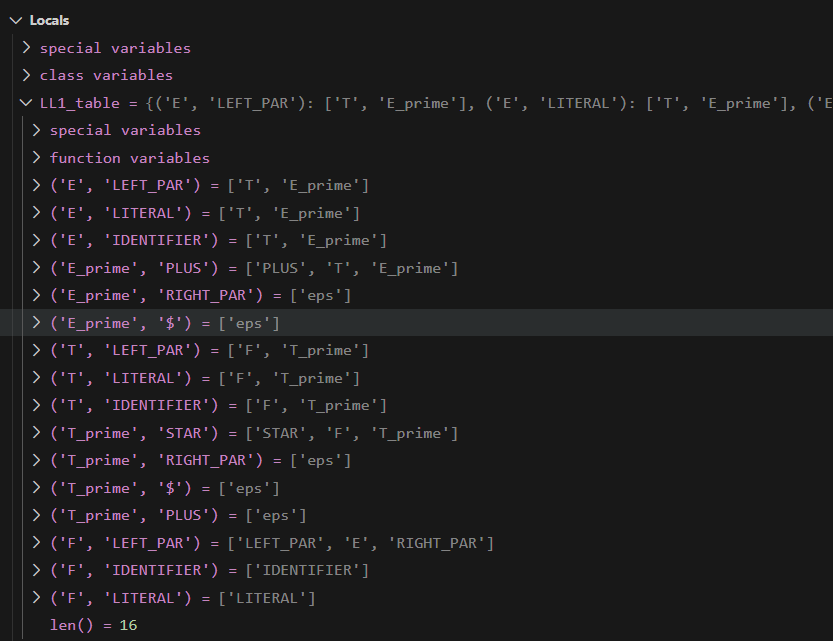 Locals
special variables
class variables
LL1_table = {('E', 'LEFT_PAR'): ['T', 'E_prime'], ('E', 'LITERAL'): ['T', 'E_prime'], ('E
special variables
function variables
('E', 'LEFT_PAR') = ['T', 'E_prime']
('E', 'LITERAL') = ['T', 'E_prime']
('E', 'IDENTIFIER') = ['T', 'E_prime']
('E_prime', 'PLUS') = ['PLUS', 'T', 'E_prime']
('E_prime', 'RIGHT_PAR') = ['eps']
('E_prime', '$') = ['eps']
('T', 'LEFT_PAR') = ['F', 'T_prime']
('T', 'LITERAL') = ['F', 'T_prime']
('T', 'IDENTIFIER') = ['F', 'T_prime']
('T_prime', 'STAR') = ['STAR', 'F', 'T_prime']
('T_prime', 'RIGHT_PAR') = ['eps']
('T_prime', '$') = ['eps']
('T_prime', 'PLUS') = ['eps']
('F', 'LEFT_PAR') = ['LEFT_PAR', 'E', 'RIGHT_PAR']
('F', 'IDENTIFIER') = ['IDENTIFIER']
('F', 'LITERAL') = ['LITERAL']
len() = 16